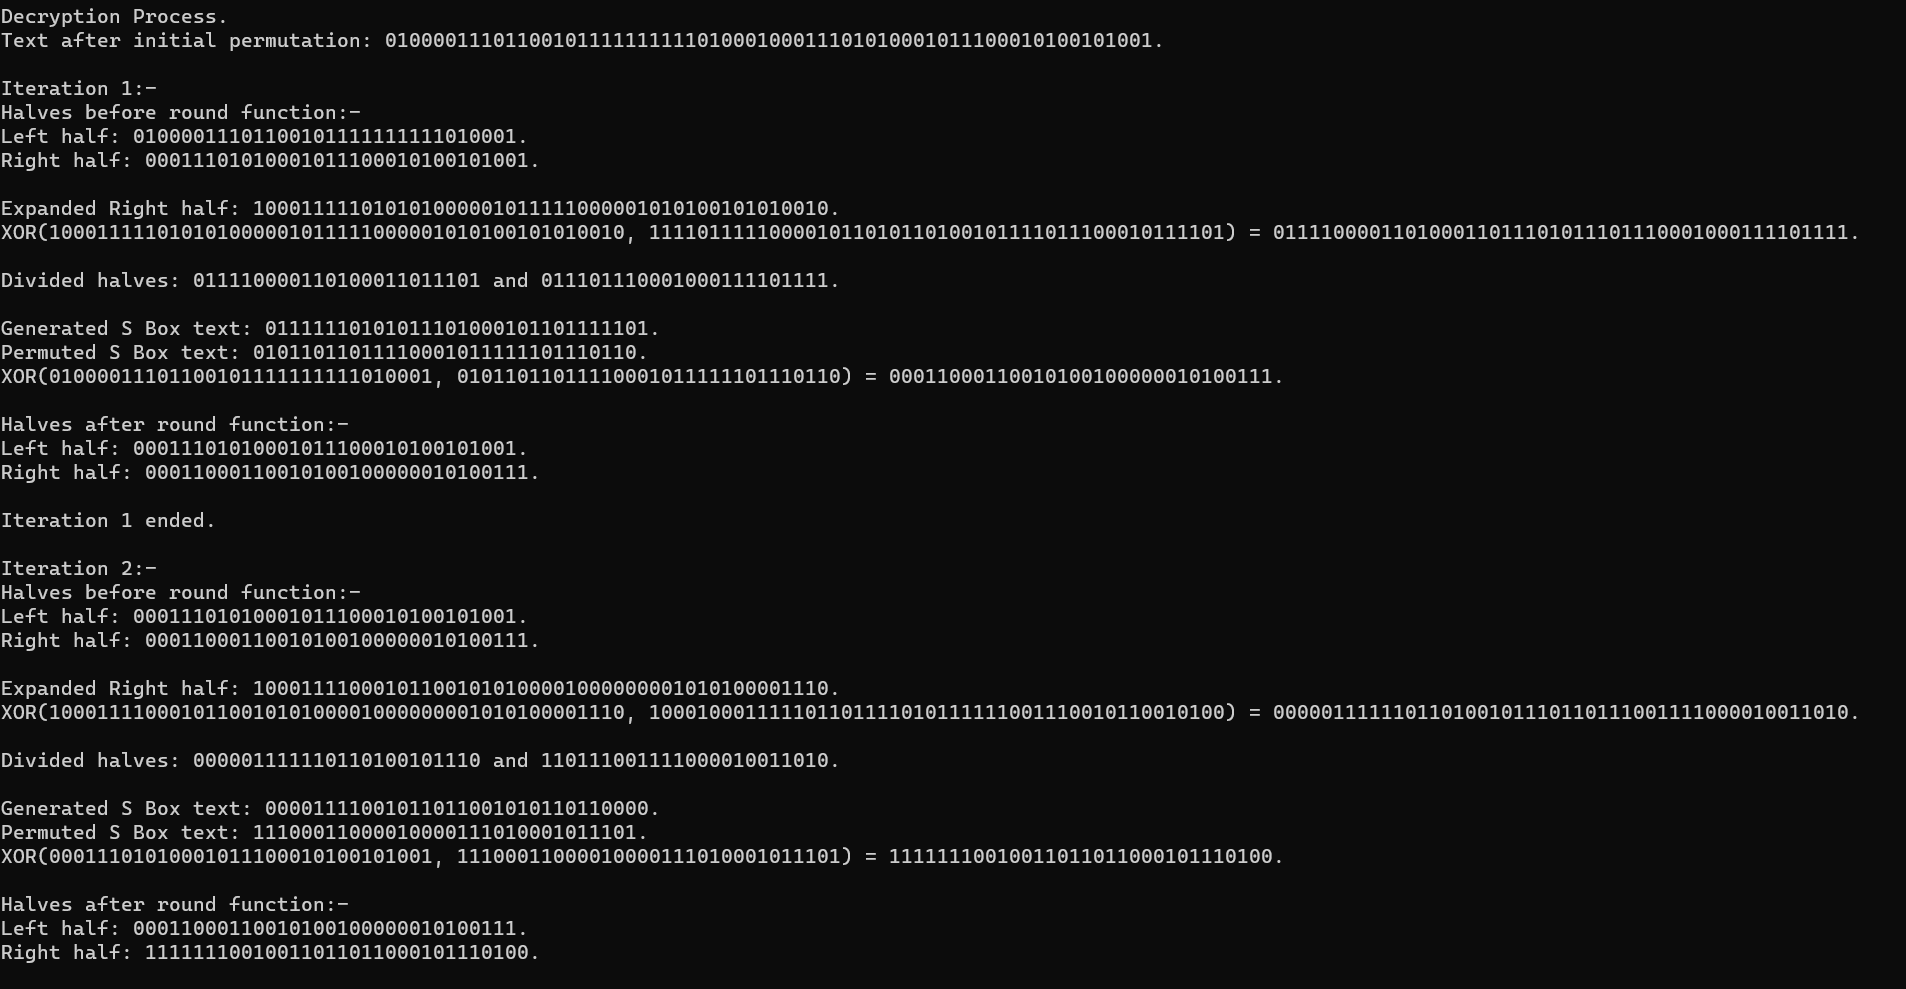 Decryption Process.
Text after initial permutation: 0100001110110010111111111101000100011101010001011100010100101001.
Iteration 1:-
Halves before round function:-
Left half: 01000011101100101111111111010001.
Right half: 00011101010001011100010100101001.
Expanded Right half: 100011111010101000001011111000001010100101010010.
XOR(100011111010101000001011111000001010100101010010, 111101111100001011010110100101111011100010111101) = 011110000110100011011101011101110001000111101111.
Divided halves: 011110000110100011011101 and 011101110001000111101111.
Generated S Box text: 01111110101011101000101101111101.
Permuted S Box text: 01011011011110001011111101110110.
XOR(01000011101100101111111111010001, 01011011011110001011111101110110) = 00011000110010100100000010100111.
Halves after round function:-
Left half: 00011101010001011100010100101001.
Right half: 00011000110010100100000010100111.
Iteration 1 ended.
Iteration 2:-
Halves before round function:-
Left half: 00011101010001011100010100101001.
Right half: 00011000110010100100000010100111.
Expanded Right half: 100011110001011001010100001000000001010100001110.
XOR(100011110001011001010100001000000001010100001110, 100010001111101101111010111111001110010110010100) = 000001111110110100101110110111001111000010011010.
Divided halves: 000001111110110100101110 and 110111001111000010011010.
Generated S Box text: 00001111001011011001010110110000.
Permuted S Box text: 11100011000010000111010001011101.
XOR(00011101010001011100010100101001, 11100011000010000111010001011101) = 11111110010011011011000101110100.
Halves after round function:-
Left half: 00011000110010100100000010100111.
Right half: 11111110010011011011000101110100.